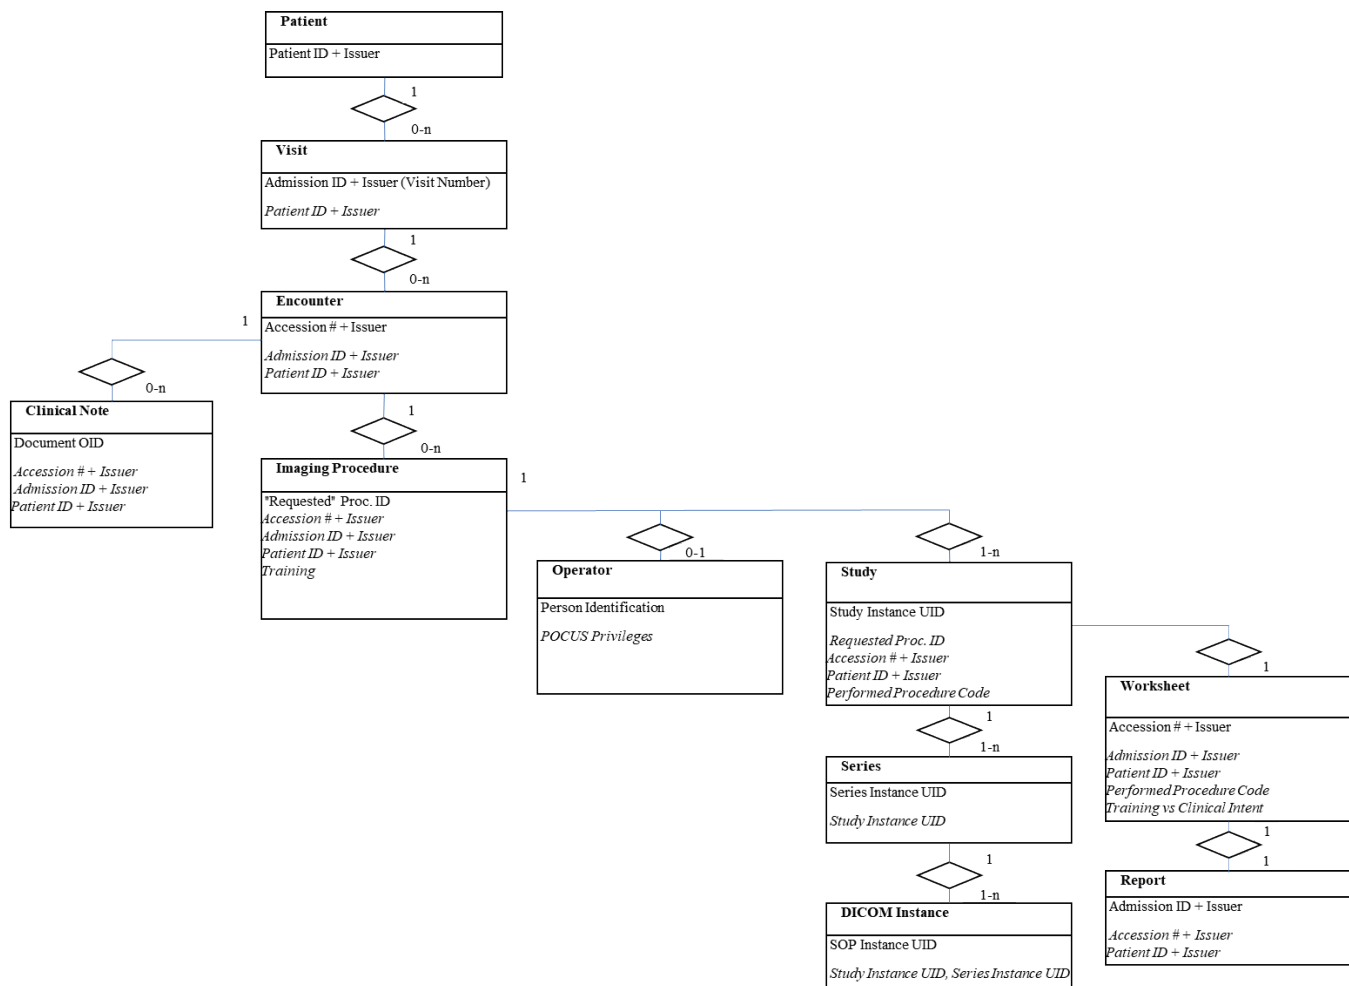 Patient
Patient ID + Issuer
1
0-n
Visit
Admission ID + Issuer (Visit Number)
Patient ID + Issuer
1
0-n
Encounter
Accession # + Issuer
Admission ID + Issuer
Patient ID + Issuer
1
0-n
Clinical Note
Document OID
Accession # + Issuer
Admission ID + Issuer
Patient ID + Issuer
1
0-n
Imaging Procedure
"Requested" Proc. ID
Accession # + Issuer
Admission ID + Issuer
Patient ID + Issuer
Training
1
0-1
Operator
Person Identification
POCUS Privileges
1-n
Study
Study Instance UID
Requested Proc. ID
Accession # + Issuer
Patient ID + Issuer
Performed Procedure Code
1
1-n
Series
Series Instance UID
Study Instance UID
1
1-n
DICOM Instance
SOP Instance UID
Study Instance UID, Series Instance UID
1
Worksheet
Accession # + Issuer
Admission ID + Issuer
Patient ID + Issuer
Performed Procedure Code
Training vs Clinical Intent
1
1
Report
Admission ID + Issuer
Accession # + Issuer
Patient ID + Issuer